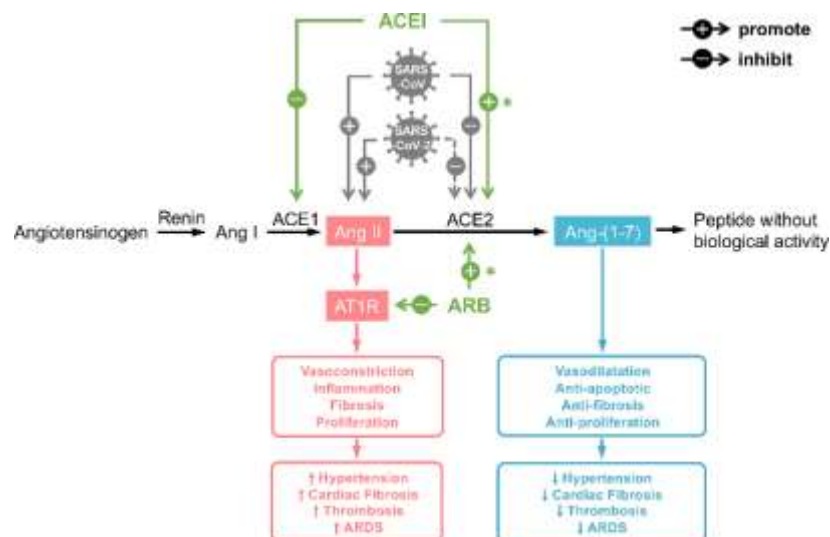 ACEI
promote
inhibit
SARS
-CoV
SARS
-CoV-2
*
Renin
ACE1
ACE2
Angiotensinogen
Ang I
Ang II
Ang-(1-7)
Peptide without
biological activity
*
AT1R
ARB
Vasoconstriction
Inflammation
Fibrosis
Proliferation
Vasodilatation
Anti-apoptotic
Anti-fibrosis
Anti-proliferation
↑ Hypertension
↑ Cardiac Fibrosis
↑ Thrombosis
↑ ARDS
↓ Hypertension
↓ Cardiac Fibrosis
↓ Thrombosis
↓ ARDS